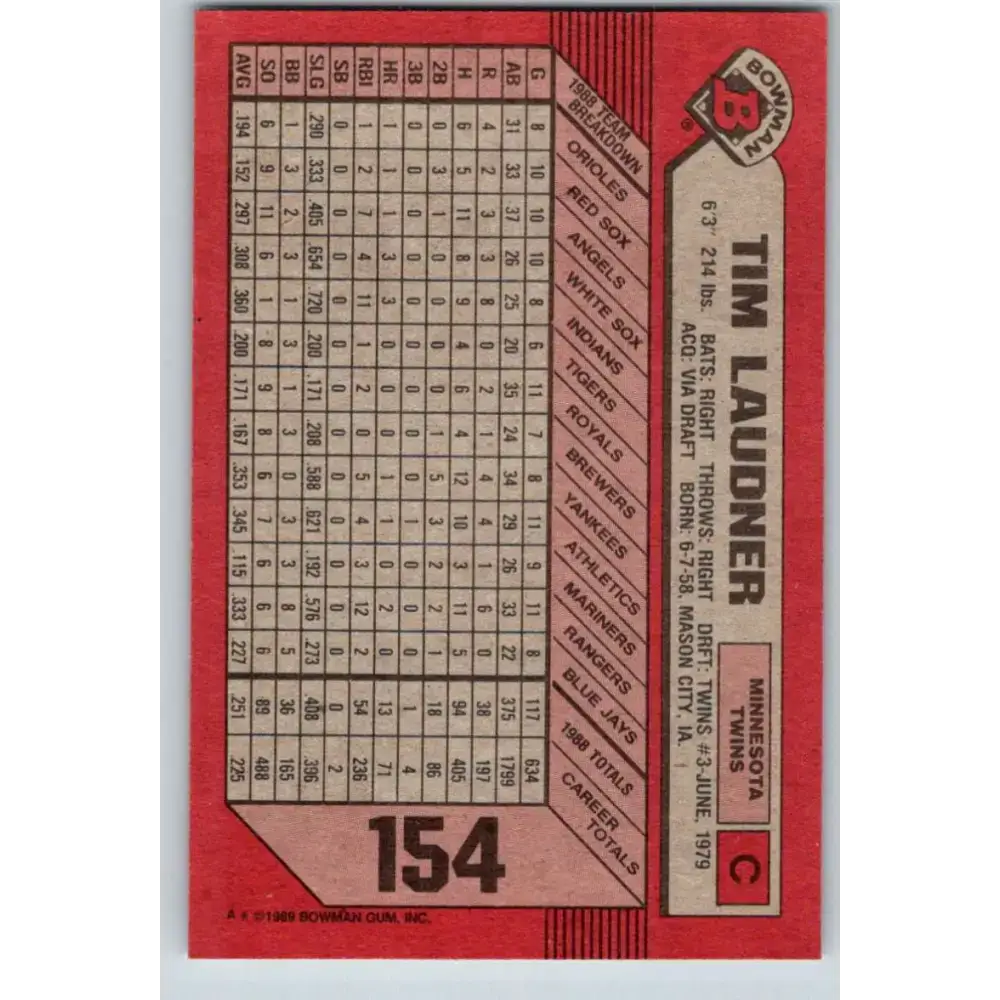 BOWMAN
B
®
TIM LAUDNER
MINNESOTA
TWINS
C
6'3" 214 lbs. BATS: RIGHT THROWS: RIGHT DRFT: TWINS #3-JUNE, 1979
ACQ: VIA DRAFT BORN: 6-7-58, MASON CITY, IA.
1988 TEAM BREAKDOWN ORIOLES RED SOX ANGELS WHITE SOX INDIANS TIGERS ROYALS BREWERS YANKEES ATHLETICS MARINERS RANGERS BLUE JAYS 1988 TOTALS CAREER TOTALS
G 8 10 10 10 8 6 11 7 8 11 9 11 8 117 634
AB 31 33 37 26 25 20 35 24 34 29 26 33 22 375 1799
R 4 2 3 3 8 0 2 1 4 4 1 6 0 38 197
H 6 5 11 8 9 4 6 4 12 10 3 11 5 94 405
2B 0 3 1 0 0 0 0 1 5 3 2 2 1 18 86
3B 0 0 0 0 0 0 0 0 0 1 0 0 0 1 4
HR 1 1 1 3 3 0 0 0 1 1 0 2 0 13 71
RBI 1 2 7 4 11 1 2 0 5 4 3 12 2 54 236
SB 0 0 0 0 0 0 0 0 0 0 0 0 0 0 2
SLG .290 .333 .405 .654 .720 .200 .171 .208 .588 .621 .192 .576 .273 .408 .396
BB 1 3 2 3 1 3 1 3 0 3 3 8 5 36 165
SO 6 9 11 6 1 8 9 8 6 7 6 6 6 89 488
AVG .194 .152 .297 .308 .360 .200 .171 .167 .353 .345 .115 .333 .227 .251 .225
154
A * ©1989 BOWMAN GUM, INC.